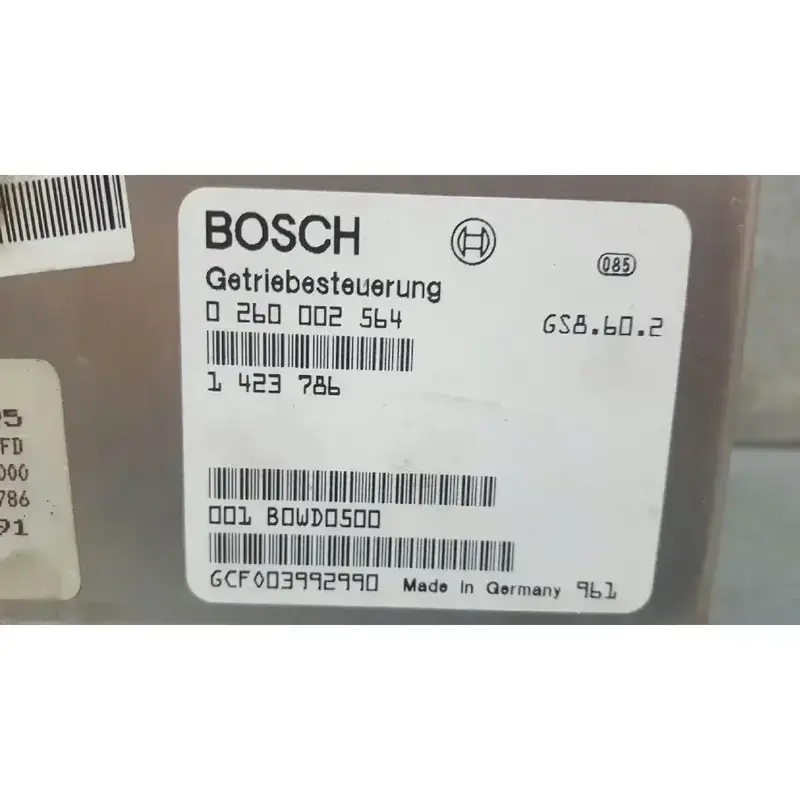 BOSCH
085
Getriebesteuerung
0 260 002 564
GS8.60.2
1 423 786
001 B0WD0500
GCF003992990 Made In Germany 961
FD
000
786
91